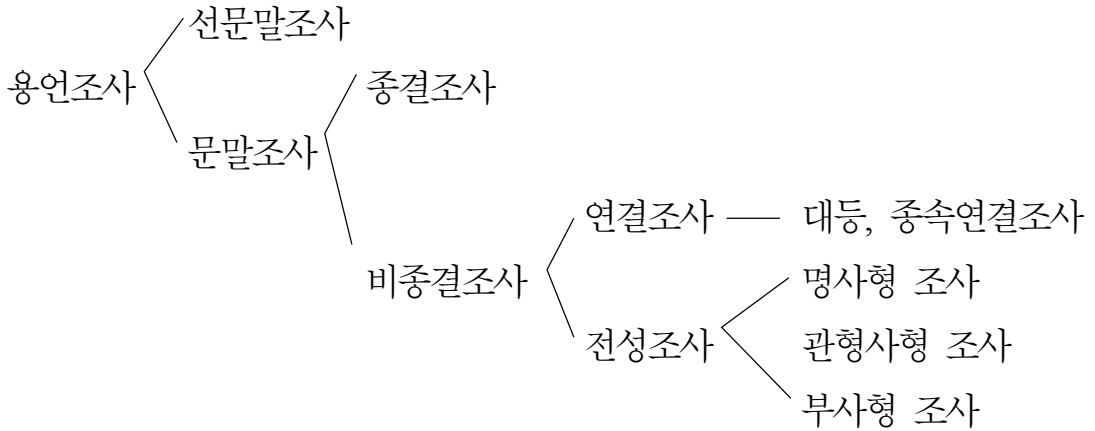 선문말조사
용언조사
종결조사
문말조사
연결조사
대등, 종속연결조사
비종결조사
명사형 조사
전성조사
관형사형 조사
부사형 조사